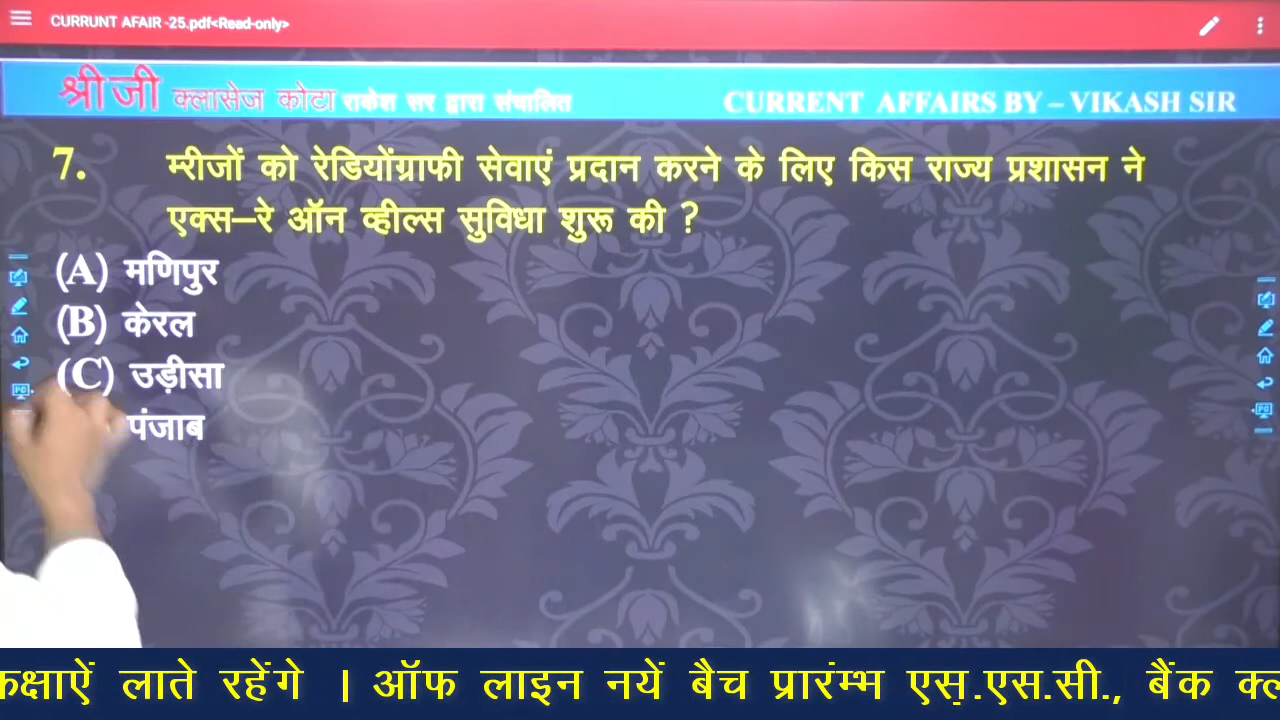 CURRUNT AFAIR -25.pdf<Read-only>
श्रीजी क्लासेज कोटा राकेश सर द्वारा संचालित CURRENT AFFAIRS BY – VIKASH SIR
7. म्रीजों को रेडियोंग्राफी सेवाएं प्रदान करने के लिए किस राज्य प्रशासन ने
एक्स–रे ऑन व्हील्स सुविधा शुरू की ?
(A) मणिपुर
(B) केरल
(C) उड़ीसा
पंजाब
लाते रहेंगे । ऑफ लाइन नयें बैच प्रारंम्भ एस.एस.सी., बैंक